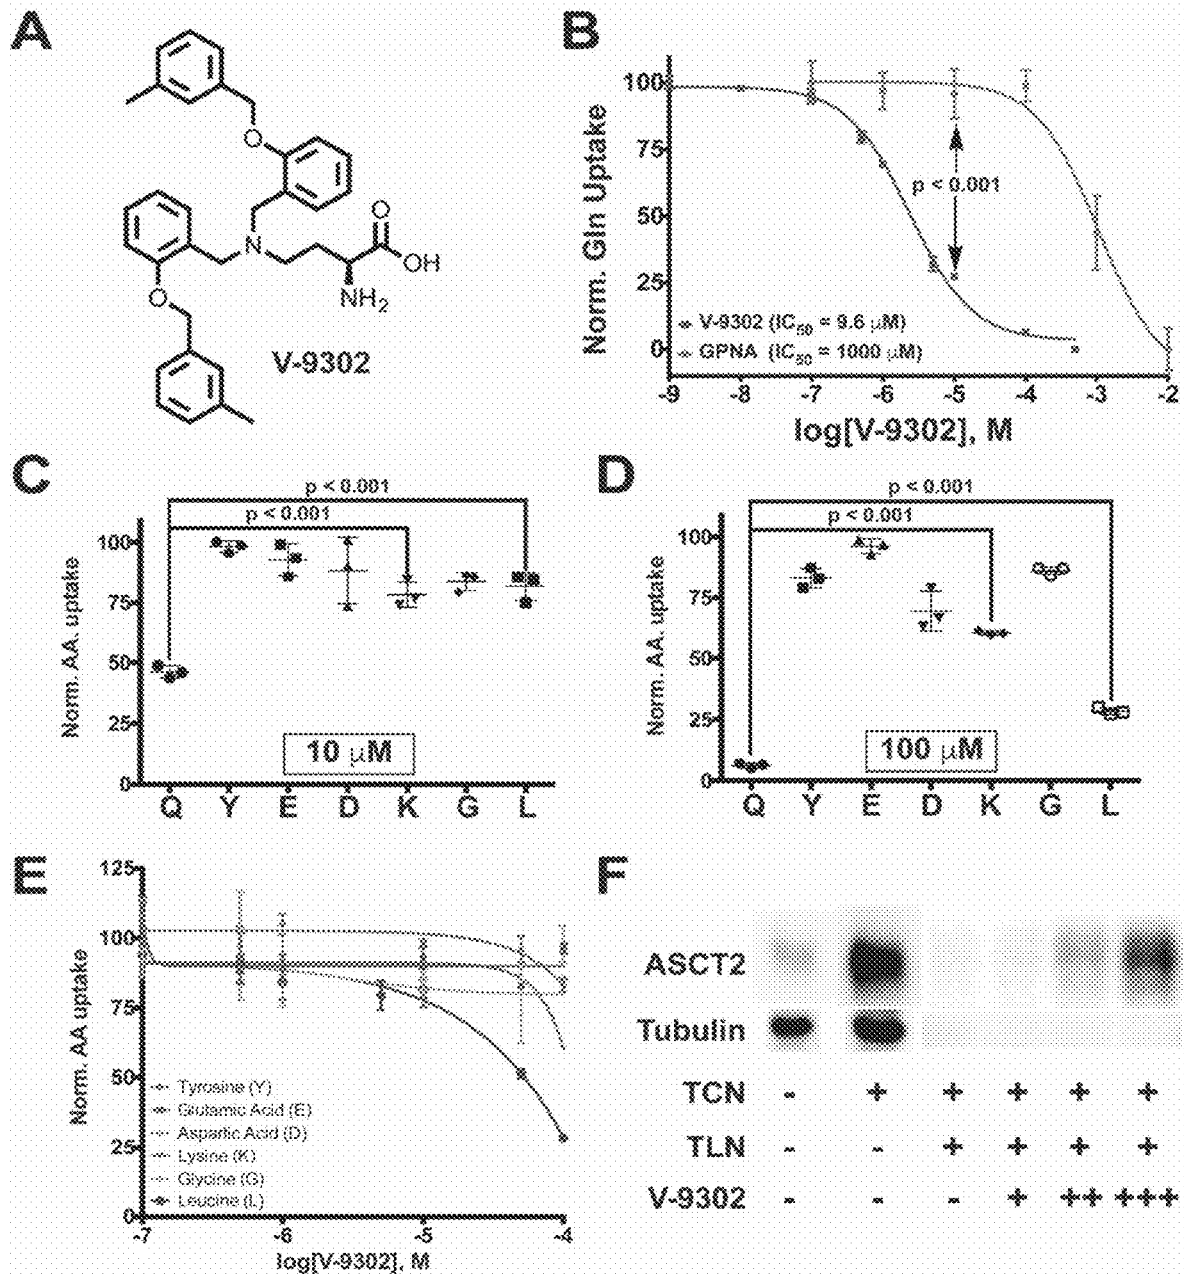 A
O
O
N
O
OH
NH2
O
V-9302
B
Norm. Gln Uptake
100
75
50
25
0
p < 0.001
V-9302 (IC50 = 9.6 μM)
GPNA (IC50 = 1000 μM)
-9 -8 -7 -6 -5 -4 -3 -2
log[V-9302], M
C
Norm. AA. uptake
p < 0.001
p < 0.001
100
75
50
25
0
10 μM
Q Y E D K G L
D
Norm. AA. uptake
p < 0.001
p < 0.001
100
75
50
25
0
100 μM
Q Y E D K G L
E
Norm. AA uptake
125
100
75
50
25
0
Tyrosine (Y)
Glutamic Acid (E)
Aspartic Acid (D)
Lysine (K)
Glycine (G)
Leucine (L)
-7 -6 -5 -4
log[V-9302], M
F
ASCT2
Tubulin
TCN - + + + + +
TLN - - + + + +
V-9302 - - - + ++ +++